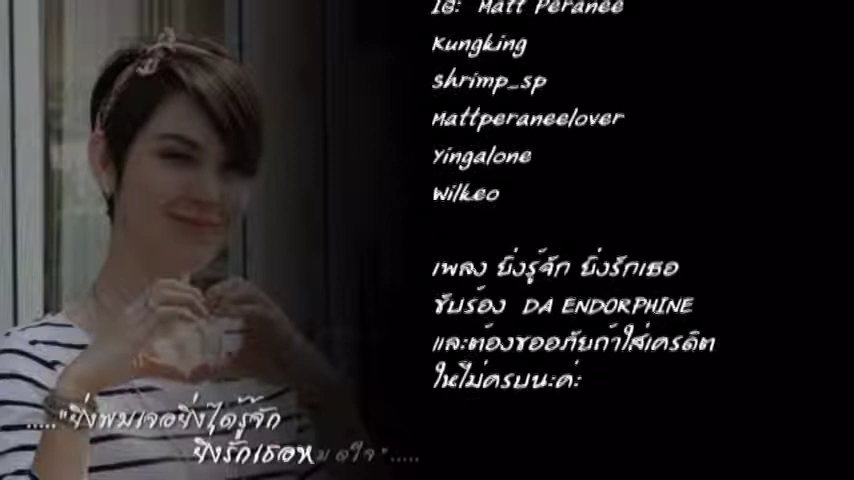 IG: Matt Peranee
Kungking
Shrimp_sp
Mattperaneelover
Yingalone
Wilkeo
เพลง ยิ่งรู้จัก ยิ่งรักเธอ
ขับร้อง DA ENDORPHINE
และต้องขออภัยถ้าใส่เครดิต
ให้ไม่ครบนะค่ะ
....."ยิ่งพบเจอยิ่งได้รู้จัก
ยิ่งรักเธอหมดใจ".....